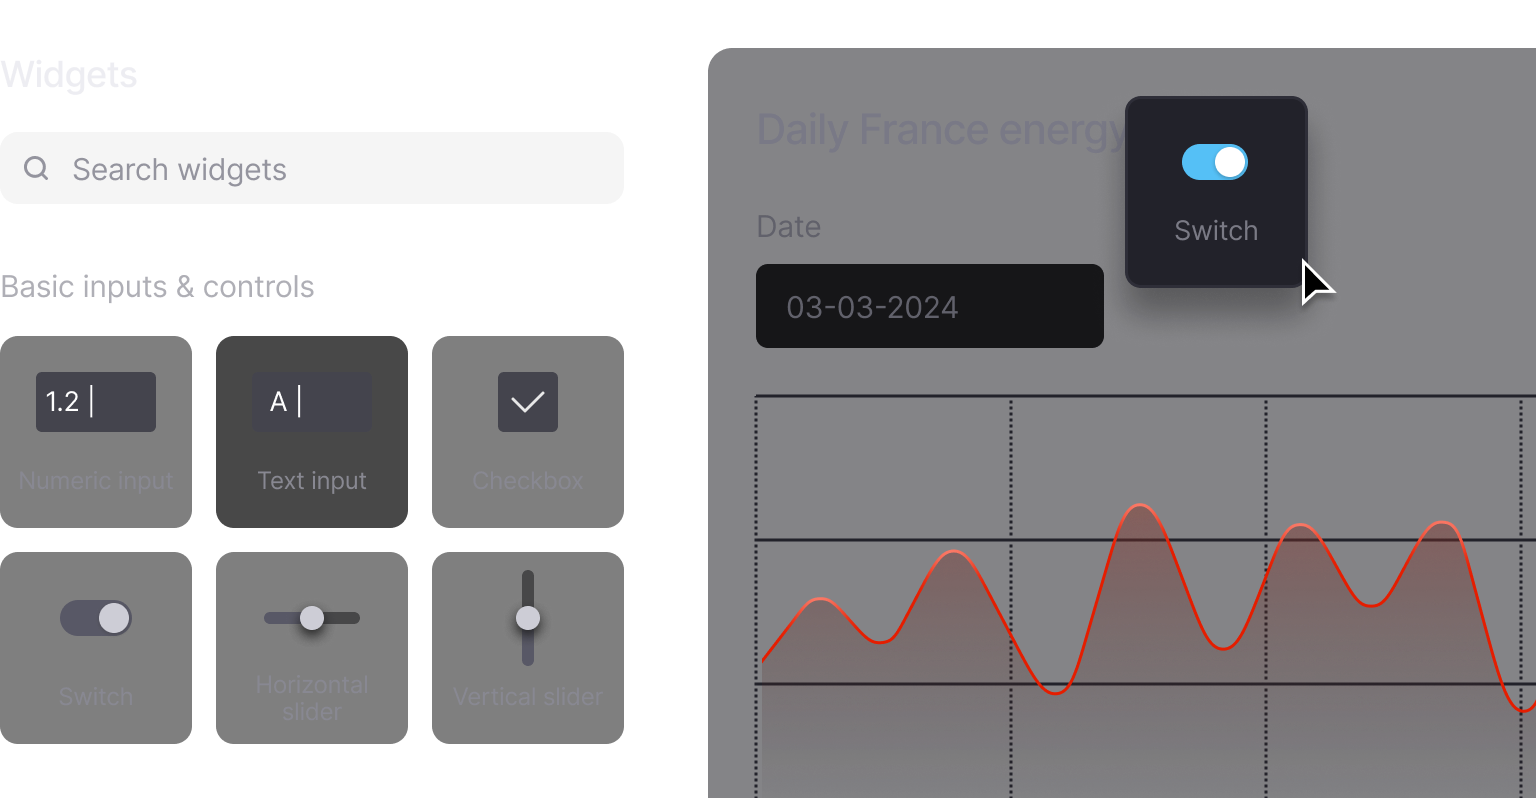 Widgets
Search widgets
Basic inputs & controls
1.2
Numeric input
A
Text input
Checkbox
Switch
Horizontal
slider
Vertical slider
Daily France energy
Date
03-03-2024
Switch